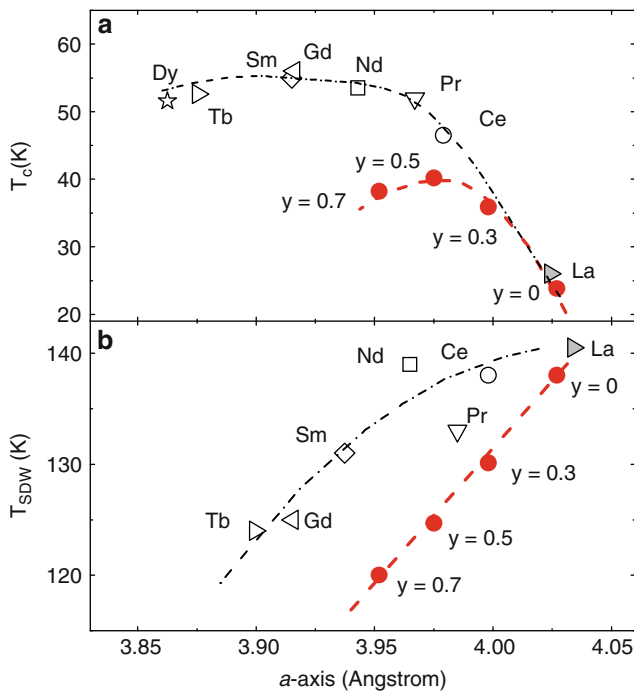 a
60
50
40
30
20
T_c(K)
Dy
Tb
Sm
Gd
Nd
Pr
Ce
y = 0.5
y = 0.7
y = 0.3
La
y = 0
b
140
130
120
T_SDW (K)
Nd
Ce
La
y = 0
Pr
Sm
y = 0.3
Tb
Gd
y = 0.5
y = 0.7
3.85 3.90 3.95 4.00 4.05
a-axis (Angstrom)